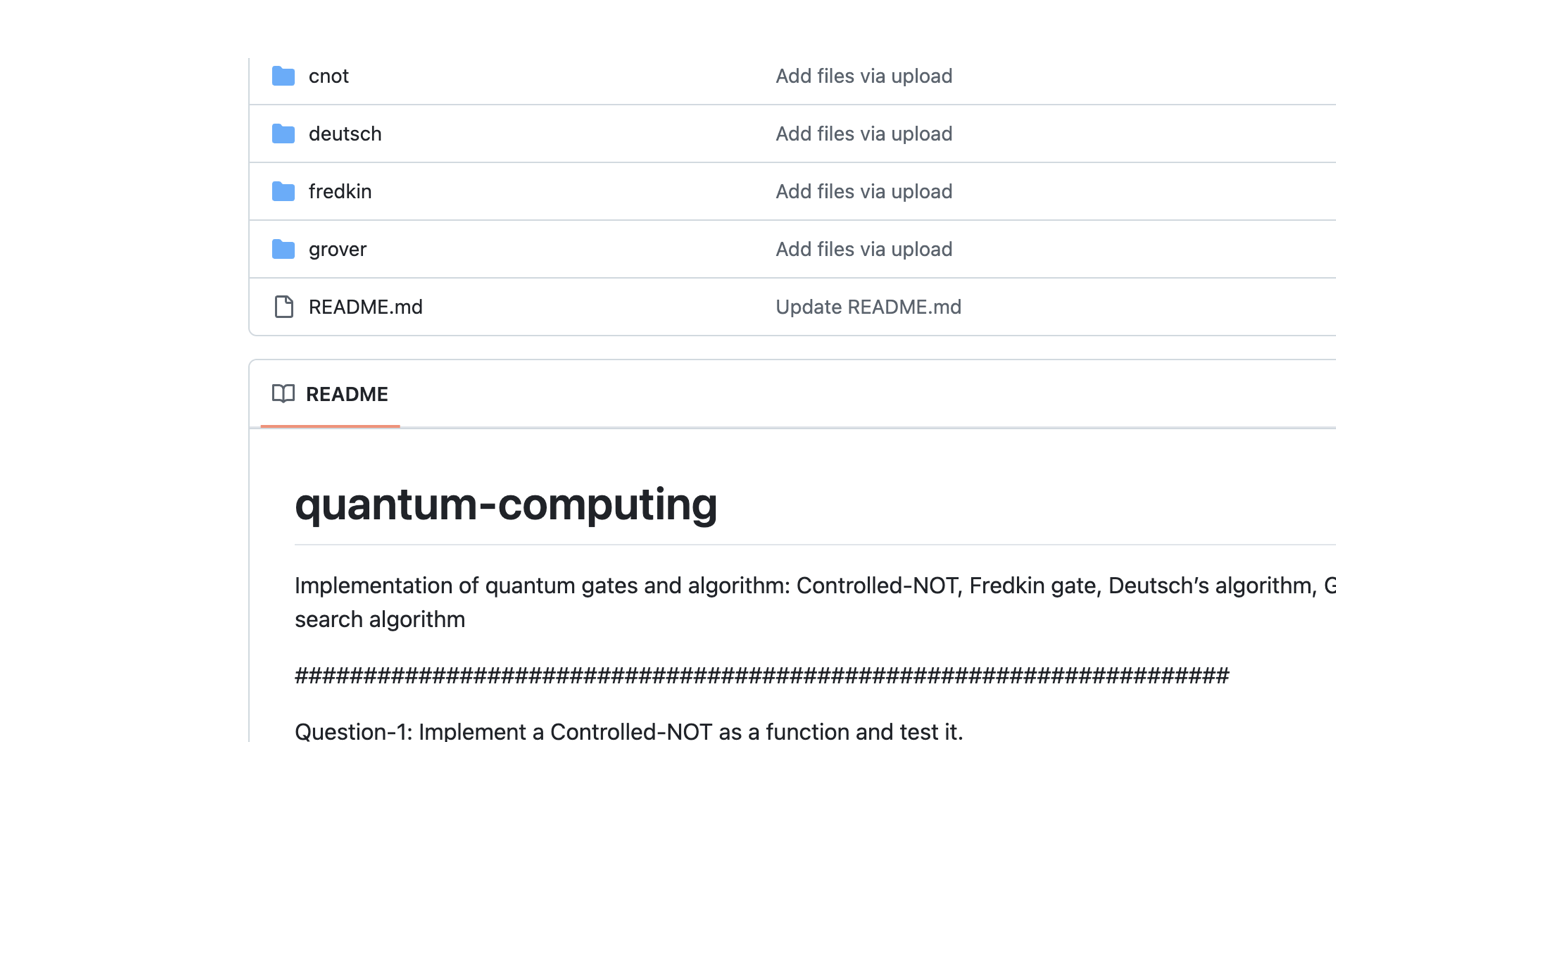 cnot Add files via upload
deutsch Add files via upload
fredkin Add files via upload
grover Add files via upload
README.md Update README.md
README
quantum-computing
Implementation of quantum gates and algorithm: Controlled-NOT, Fredkin gate, Deutsch’s algorithm,
search algorithm
####################################################################
Question-1: Implement a Controlled-NOT as a function and test it.